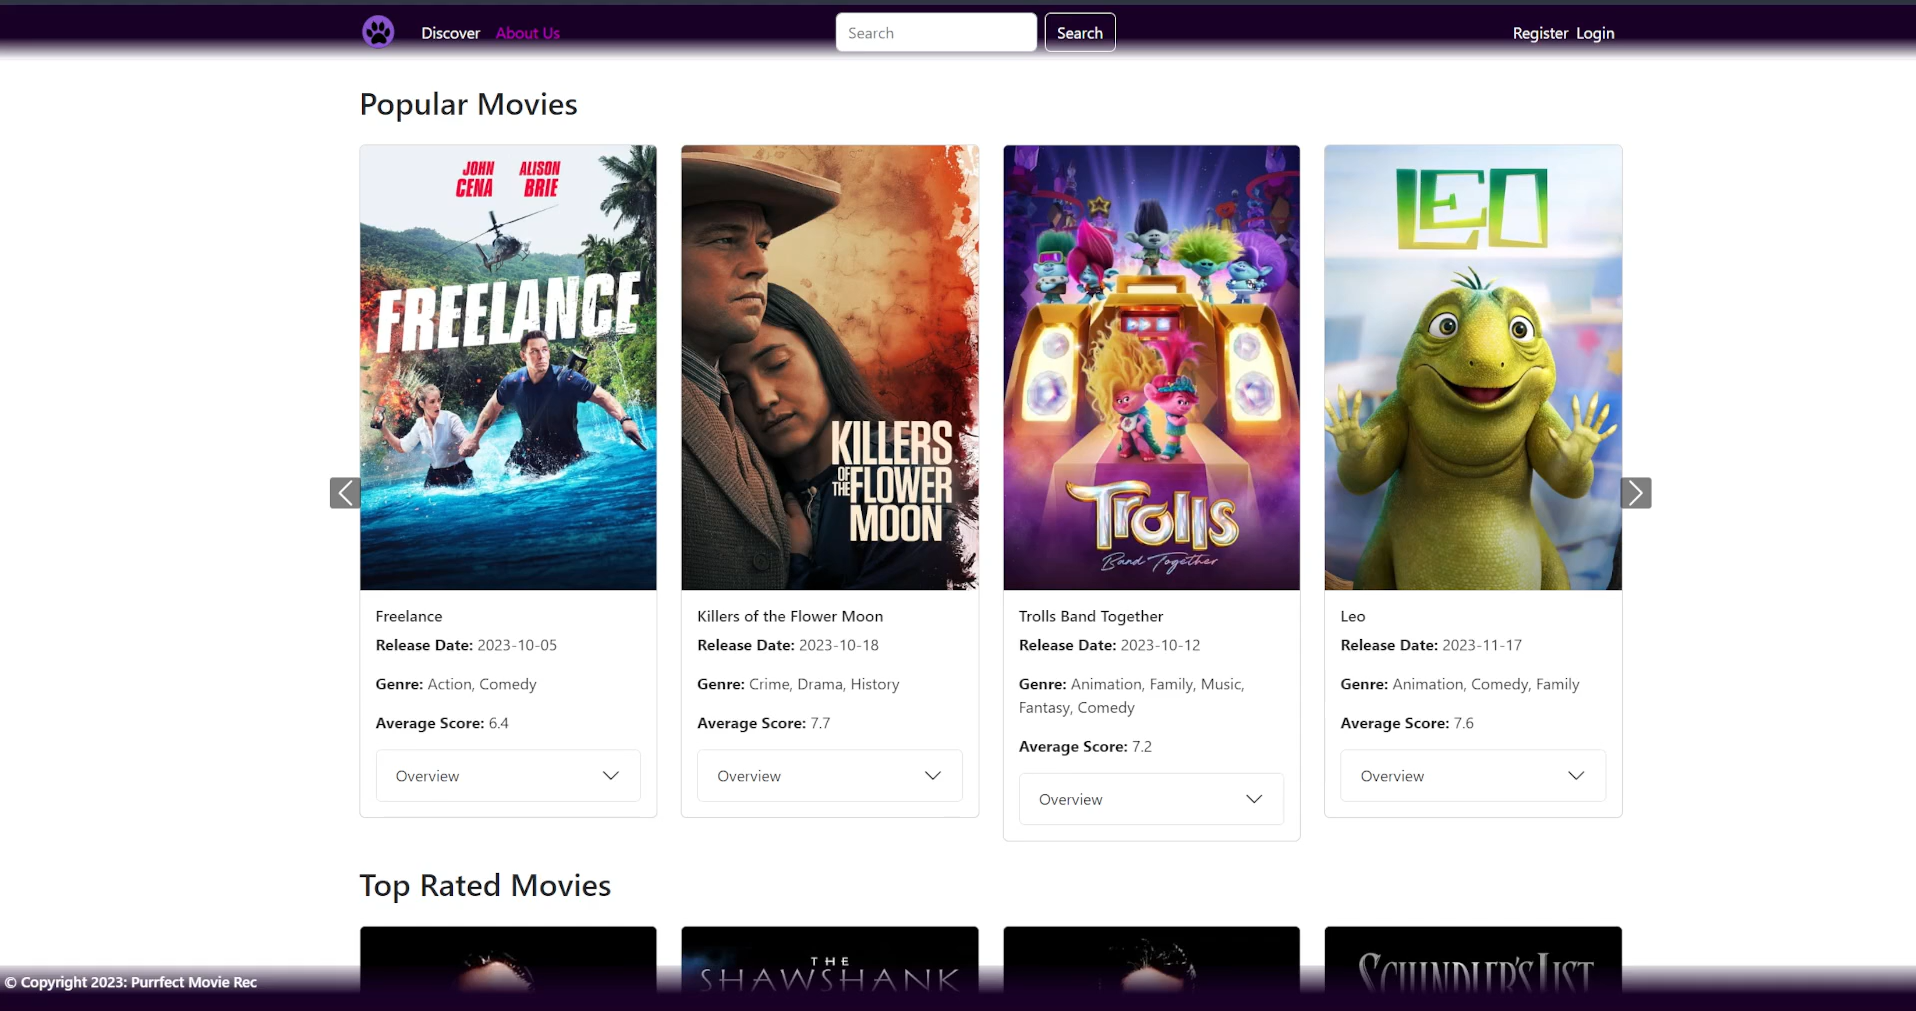 Discover About Us
Search
Search
Register Login
Popular Movies
JOHN CENA
ALISON BRIE
FREELANCE
KILLERS
OF THE FLOWER
MOON
Trolls
Band Together
LEO
Freelance
Release Date: 2023-10-05
Genre: Action, Comedy
Average Score: 6.4
Overview
Killers of the Flower Moon
Release Date: 2023-10-18
Genre: Crime, Drama, History
Average Score: 7.7
Overview
Trolls Band Together
Release Date: 2023-10-12
Genre: Animation, Family, Music,
Fantasy, Comedy
Average Score: 7.2
Overview
Leo
Release Date: 2023-11-17
Genre: Animation, Comedy, Family
Average Score: 7.6
Overview
Top Rated Movies
THE
SHAWSHANK
SCHINDLER'S LIST
© Copyright 2023: Purrfect Movie Rec